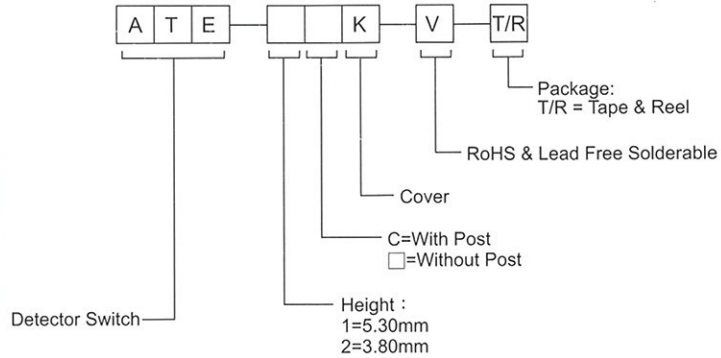 ATE-□□K-V-T/R
Package:
T/R = Tape & Reel
RoHS & Lead Free Solderable
Cover
C=With Post
□=Without Post
Height：
1=5.30mm
2=3.80mm
Detector Switch